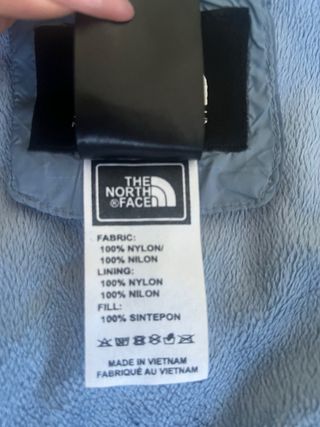 THE
NORTH
®FACE
FABRIC:
100% NYLON/
100% NILON
LINING:
100% NYLON
100% NILON
FILL:
100% SINTEPON
MADE IN VIETNAM
FABRIQUÉ AU VIETNAM